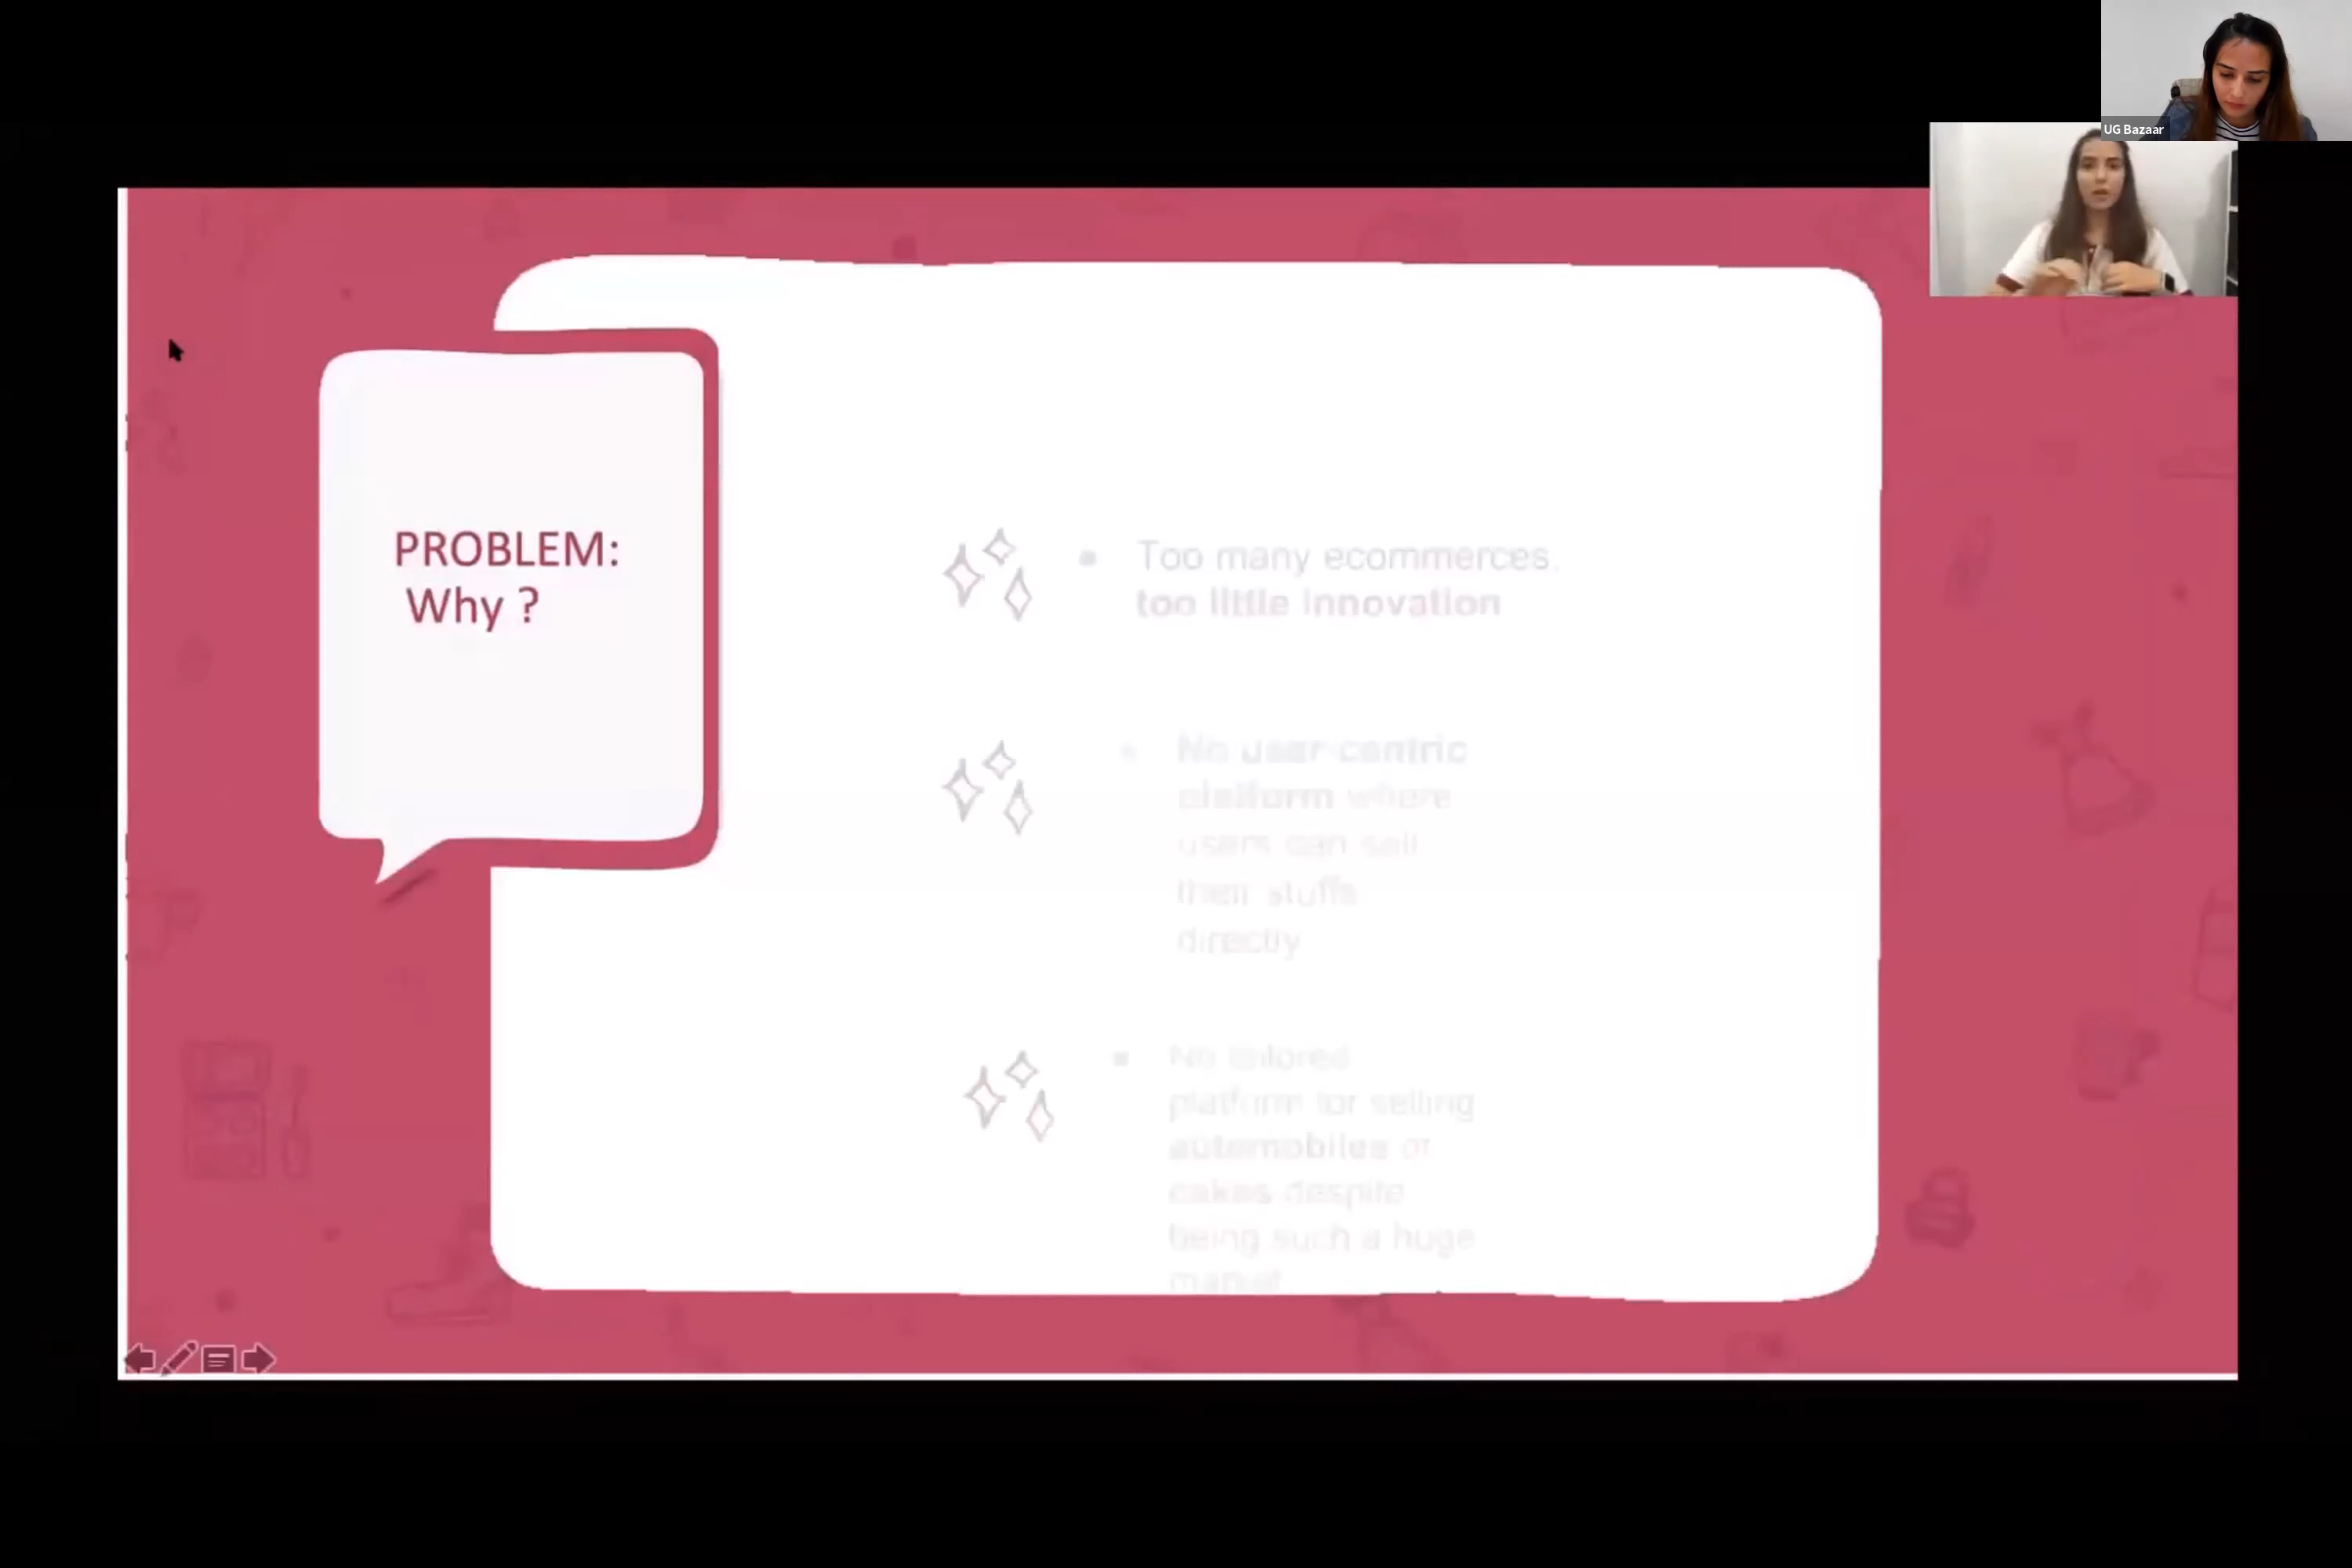 UG Bazaar
PROBLEM:
Why ?
Too many ecommerces,
too little innovation
No user-centric
platform where
users can sell
their stuffs
directly
No tailored
platform for selling
automobiles or
cakes despite
being such a huge
market